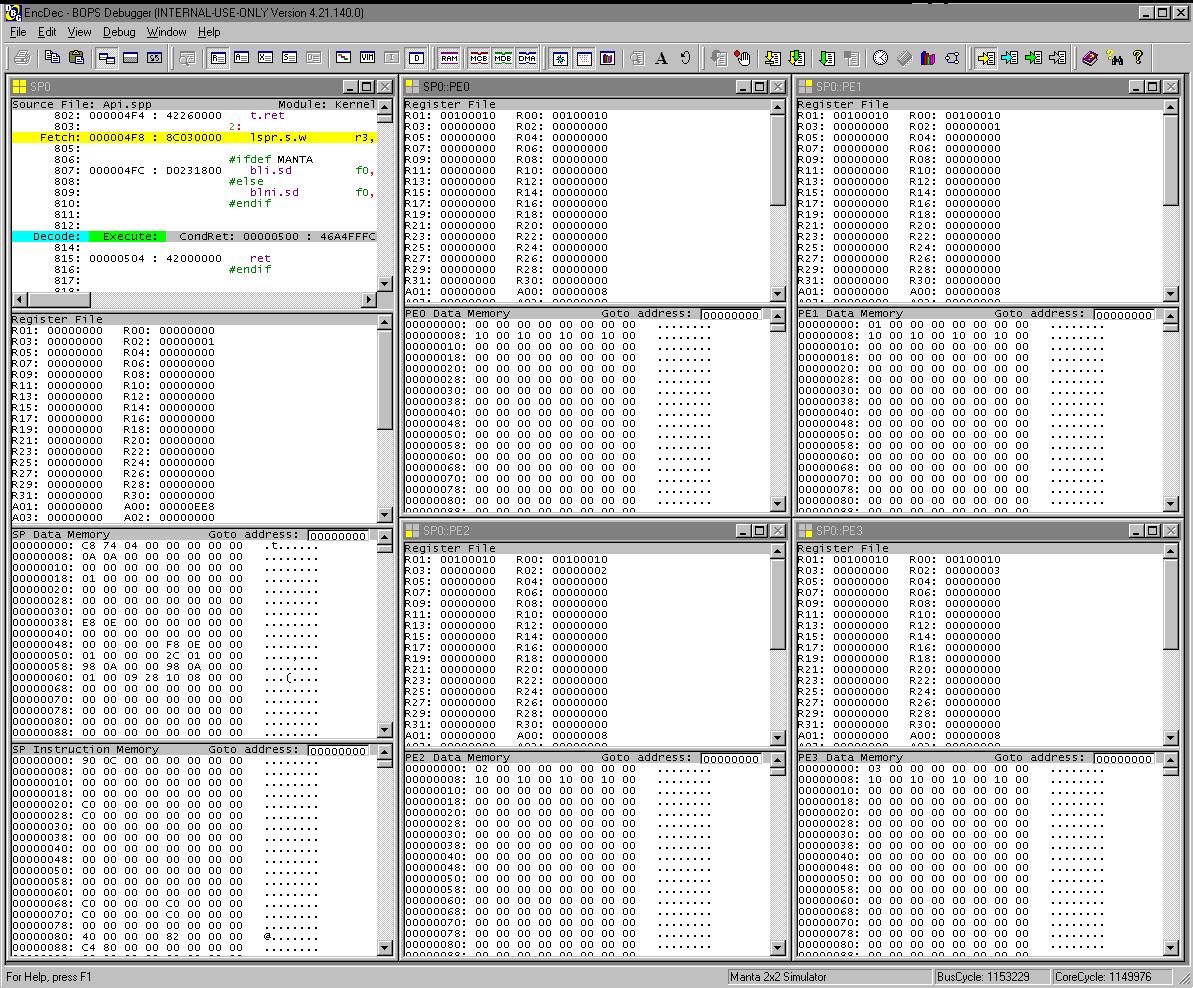 EncDec - BOPS Debugger (INTERNAL-USE-ONLY Version 4.21.140.0)
File Edit View Debug Window Help
RAM MCB MDB DMA
SP0
Source File: Api.spp Module: Kernel
802: 000004F4 : 42260000 t.ret
803: 2:
Fetch: 000004F8 : 8C030000 lspr.s.w r3,
805:
806: #ifdef MANTA
807: 000004FC : D0231800 bli.sd f0,
808: #else
809: blni.sd f0,
810: #endif
811:
812:
Decode: Execute: CondRet: 00000500 : 46A4FFFC
814:
815: 00000504 : 42000000 ret
816: #endif
817:
818:
Register File
R01: 00000000 R00: 00000000
R03: 00000000 R02: 00000001
R05: 00000000 R04: 00000000
R07: 00000000 R06: 00000000
R09: 00000000 R08: 00000000
R11: 00000000 R10: 00000000
R13: 00000000 R12: 00000000
R15: 00000000 R14: 00000000
R17: 00000000 R16: 00000000
R19: 00000000 R18: 00000000
R21: 00000000 R20: 00000000
R23: 00000000 R22: 00000000
R25: 00000000 R24: 00000000
R27: 00000000 R26: 00000000
R29: 00000000 R28: 00000000
R31: 00000000 R30: 00000000
A01: 00000000 A00: 00000EE8
A03: 00000000 A02: 00000000
SP Data Memory Goto address: 00000000
00000000: C8 74 04 00 00 00 00 00 .t......
00000008: 0A 0A 00 00 00 00 00 00 ........
00000010: 00 00 00 00 00 00 00 00 ........
00000018: 01 00 00 00 00 00 00 00 ........
00000020: 00 00 00 00 00 00 00 00 ........
00000028: 00 00 00 00 00 00 00 00 ........
00000030: 00 00 00 00 00 00 00 00 ........
00000038: E8 0E 00 00 00 00 00 00 ........
00000040: 00 00 00 00 00 00 00 00 ........
00000048: 00 00 00 00 F8 0E 00 00 ........
00000050: 01 00 00 00 2C 01 00 00 ....,...
00000058: 98 0A 00 00 98 0A 00 00 ........
00000060: 01 00 09 28 10 08 00 00 ...(....
00000068: 00 00 00 00 00 00 00 00 ........
00000070: 00 00 00 00 00 00 00 00 ........
00000078: 00 00 00 00 00 00 00 00 ........
00000080: 00 00 00 00 00 00 00 00 ........
00000088: 00 00 00 00 00 00 00 00 ........
SP Instruction Memory Goto address: 00000000
00000000: 90 0C 00 00 00 00 00 00 ........
00000008: 00 00 00 00 00 00 00 00 ........
00000010: 00 00 00 00 00 00 00 00 ........
00000018: 00 00 00 00 00 00 00 00 ........
00000020: C0 00 00 00 00 00 00 00 ........
00000028: C0 00 00 00 00 00 00 00 ........
00000030: 00 00 00 00 00 00 00 00 ........
00000038: 00 00 00 00 00 00 00 00 ........
00000040: 00 00 00 00 00 00 00 00 ........
00000048: 00 00 00 00 00 00 00 00 ........
00000050: 00 00 00 00 00 00 00 00 ........
00000058: 00 00 00 00 00 00 00 00 ........
00000060: 00 00 00 00 00 00 00 00 ........
00000068: C0 00 00 00 C0 00 00 00 ........
00000070: C0 00 00 00 C0 00 00 00 ........
00000078: 00 00 00 00 00 00 00 00 ........
00000080: 40 00 00 00 82 00 00 00 @.......
00000088: C4 80 00 00 00 00 00 00 ........
SP0::PE0
Register File
R01: 00100010 R00: 00100010
R03: 00000000 R02: 00000000
R05: 00000000 R04: 00000000
R07: 00000000 R06: 00000000
R09: 00000000 R08: 00000000
R11: 00000000 R10: 00000000
R13: 00000000 R12: 00000000
R15: 00000000 R14: 00000000
R17: 00000000 R16: 00000000
R19: 00000000 R18: 00000000
R21: 00000000 R20: 00000000
R23: 00000000 R22: 00000000
R25: 00000000 R24: 00000000
R27: 00000000 R26: 00000000
R29: 00000000 R28: 00000000
R31: 00000000 R30: 00000000
A01: 00000000 A00: 00000008
PE0 Data Memory Goto address: 00000000
00000000: 00 00 00 00 00 00 00 00 ........
00000008: 10 00 10 00 10 00 10 00 ........
00000010: 00 00 00 00 00 00 00 00 ........
00000018: 00 00 00 00 00 00 00 00 ........
00000020: 00 00 00 00 00 00 00 00 ........
00000028: 00 00 00 00 00 00 00 00 ........
00000030: 00 00 00 00 00 00 00 00 ........
00000038: 00 00 00 00 00 00 00 00 ........
00000040: 00 00 00 00 00 00 00 00 ........
00000048: 00 00 00 00 00 00 00 00 ........
00000050: 00 00 00 00 00 00 00 00 ........
00000058: 00 00 00 00 00 00 00 00 ........
00000060: 00 00 00 00 00 00 00 00 ........
00000068: 00 00 00 00 00 00 00 00 ........
00000070: 00 00 00 00 00 00 00 00 ........
00000078: 00 00 00 00 00 00 00 00 ........
00000080: 00 00 00 00 00 00 00 00 ........
SP0::PE1
Register File
R01: 00100010 R00: 00100010
R03: 00000000 R02: 00000001
R05: 00000000 R04: 00000000
R07: 00000000 R06: 00000000
R09: 00000000 R08: 00000000
R11: 00000000 R10: 00000000
R13: 00000000 R12: 00000000
R15: 00000000 R14: 00000000
R17: 00000000 R16: 00000000
R19: 00000000 R18: 00000000
R21: 00000000 R20: 00000000
R23: 00000000 R22: 00000000
R25: 00000000 R24: 00000000
R27: 00000000 R26: 00000000
R29: 00000000 R28: 00000000
R31: 00000000 R30: 00000000
A01: 00000000 A00: 00000008
PE1 Data Memory Goto address: 00000000
00000000: 01 00 00 00 00 00 00 00 ........
00000008: 10 00 10 00 10 00 10 00 ........
00000010: 00 00 00 00 00 00 00 00 ........
00000018: 00 00 00 00 00 00 00 00 ........
00000020: 00 00 00 00 00 00 00 00 ........
00000028: 00 00 00 00 00 00 00 00 ........
00000030: 00 00 00 00 00 00 00 00 ........
00000038: 00 00 00 00 00 00 00 00 ........
00000040: 00 00 00 00 00 00 00 00 ........
00000048: 00 00 00 00 00 00 00 00 ........
00000050: 00 00 00 00 00 00 00 00 ........
00000058: 00 00 00 00 00 00 00 00 ........
00000060: 00 00 00 00 00 00 00 00 ........
00000068: 00 00 00 00 00 00 00 00 ........
00000070: 00 00 00 00 00 00 00 00 ........
00000078: 00 00 00 00 00 00 00 00 ........
00000080: 00 00 00 00 00 00 00 00 ........
SP0::PE2
Register File
R01: 00100010 R00: 00100010
R03: 00000000 R02: 00000002
R05: 00000000 R04: 00000000
R07: 00000000 R06: 00000000
R09: 00000000 R08: 00000000
R11: 00000000 R10: 00000000
R13: 00000000 R12: 00000000
R15: 00000000 R14: 00000000
R17: 00000000 R16: 00000000
R19: 00000000 R18: 00000000
R21: 00000000 R20: 00000000
R23: 00000000 R22: 00000000
R25: 00000000 R24: 00000000
R27: 00000000 R26: 00000000
R29: 00000000 R28: 00000000
R31: 00000000 R30: 00000000
A01: 00000000 A00: 00000008
PE2 Data Memory Goto address: 00000000
00000000: 02 00 00 00 00 00 00 00 ........
00000008: 10 00 10 00 10 00 10 00 ........
00000010: 00 00 00 00 00 00 00 00 ........
00000018: 00 00 00 00 00 00 00 00 ........
00000020: 00 00 00 00 00 00 00 00 ........
00000028: 00 00 00 00 00 00 00 00 ........
00000030: 00 00 00 00 00 00 00 00 ........
00000038: 00 00 00 00 00 00 00 00 ........
00000040: 00 00 00 00 00 00 00 00 ........
00000048: 00 00 00 00 00 00 00 00 ........
00000050: 00 00 00 00 00 00 00 00 ........
00000058: 00 00 00 00 00 00 00 00 ........
00000060: 00 00 00 00 00 00 00 00 ........
00000068: 00 00 00 00 00 00 00 00 ........
00000070: 00 00 00 00 00 00 00 00 ........
00000078: 00 00 00 00 00 00 00 00 ........
00000080: 00 00 00 00 00 00 00 00 ........
SP0::PE3
Register File
R01: 00100010 R00: 00100010
R03: 00000000 R02: 00000003
R05: 00000000 R04: 00000000
R07: 00000000 R06: 00000000
R09: 00000000 R08: 00000000
R11: 00000000 R10: 00000000
R13: 00000000 R12: 00000000
R15: 00000000 R14: 00000000
R17: 00000000 R16: 00000000
R19: 00000000 R18: 00000000
R21: 00000000 R20: 00000000
R23: 00000000 R22: 00000000
R25: 00000000 R24: 00000000
R27: 00000000 R26: 00000000
R29: 00000000 R28: 00000000
R31: 00000000 R30: 00000000
A01: 00000000 A00: 00000008
PE3 Data Memory Goto address: 00000000
00000000: 03 00 00 00 00 00 00 00 ........
00000008: 10 00 10 00 10 00 10 00 ........
00000010: 00 00 00 00 00 00 00 00 ........
00000018: 00 00 00 00 00 00 00 00 ........
00000020: 00 00 00 00 00 00 00 00 ........
00000028: 00 00 00 00 00 00 00 00 ........
00000030: 00 00 00 00 00 00 00 00 ........
00000038: 00 00 00 00 00 00 00 00 ........
00000040: 00 00 00 00 00 00 00 00 ........
00000048: 00 00 00 00 00 00 00 00 ........
00000050: 00 00 00 00 00 00 00 00 ........
00000058: 00 00 00 00 00 00 00 00 ........
00000060: 00 00 00 00 00 00 00 00 ........
00000068: 00 00 00 00 00 00 00 00 ........
00000070: 00 00 00 00 00 00 00 00 ........
00000078: 00 00 00 00 00 00 00 00 ........
00000080: 00 00 00 00 00 00 00 00 ........
For Help, press F1
Manta 2x2 Simulator
BusCycle: 1153229
CoreCycle: 1149976